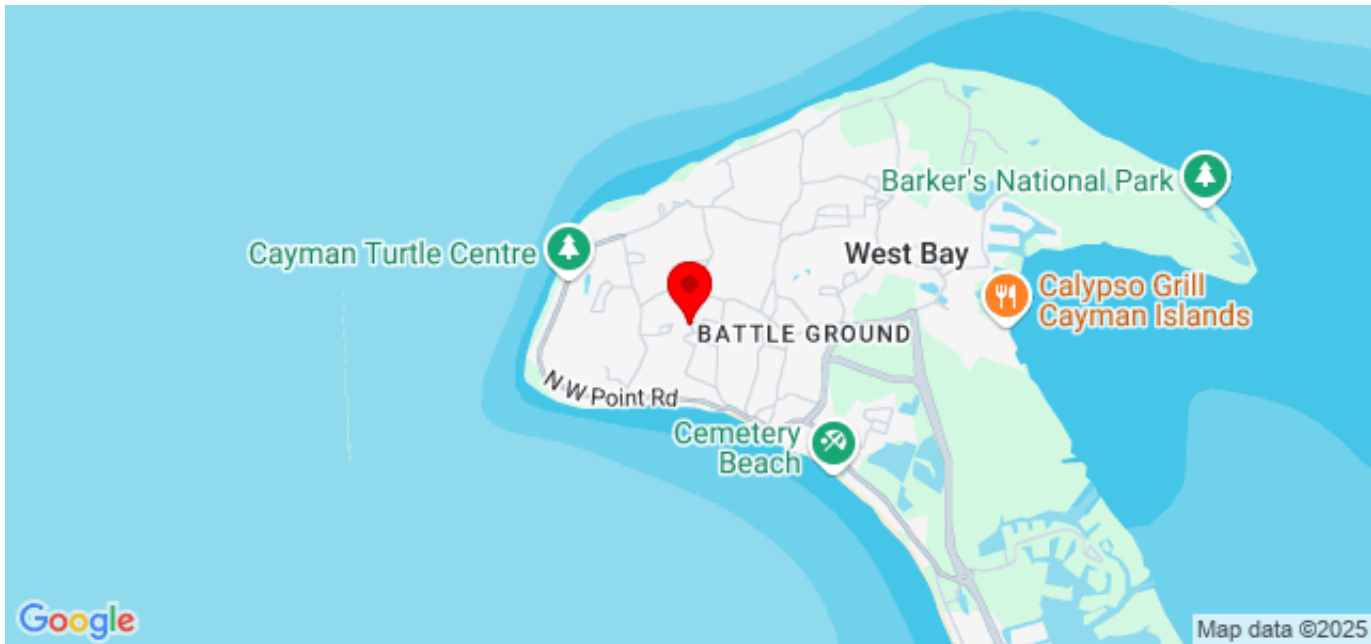 Barker's National Park
Cayman Turtle Centre
West Bay
Calypso Grill
Cayman Islands
BATTLE GROUND
N W Point Rd
Cemetery
Beach
Google
Map data ©2025